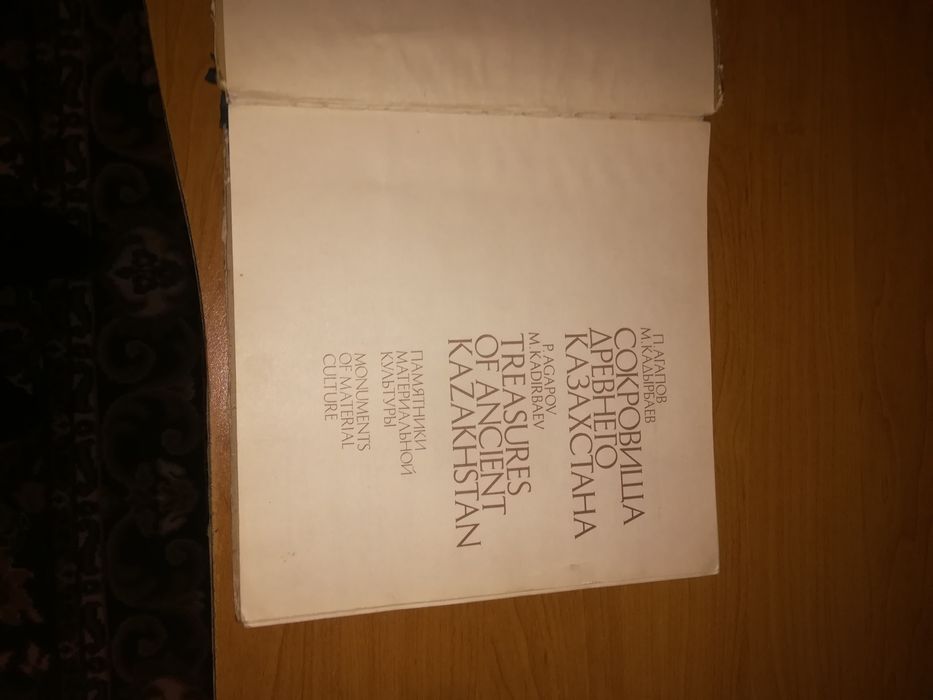 П. АГАПОВ
М. КАДЫРБАЕВ
СОКРОВИЩА
ДРЕВНЕГО
КАЗАХСТАНА
P. AGAPOV
M. KADIRBAEV
TREASURES
OF ANCIENT
KAZAKHSTAN
ПАМЯТНИКИ
МАТЕРИАЛЬНОЙ
КУЛЬТУРЫ
MONUMENTS
OF MATERIAL
CULTURE